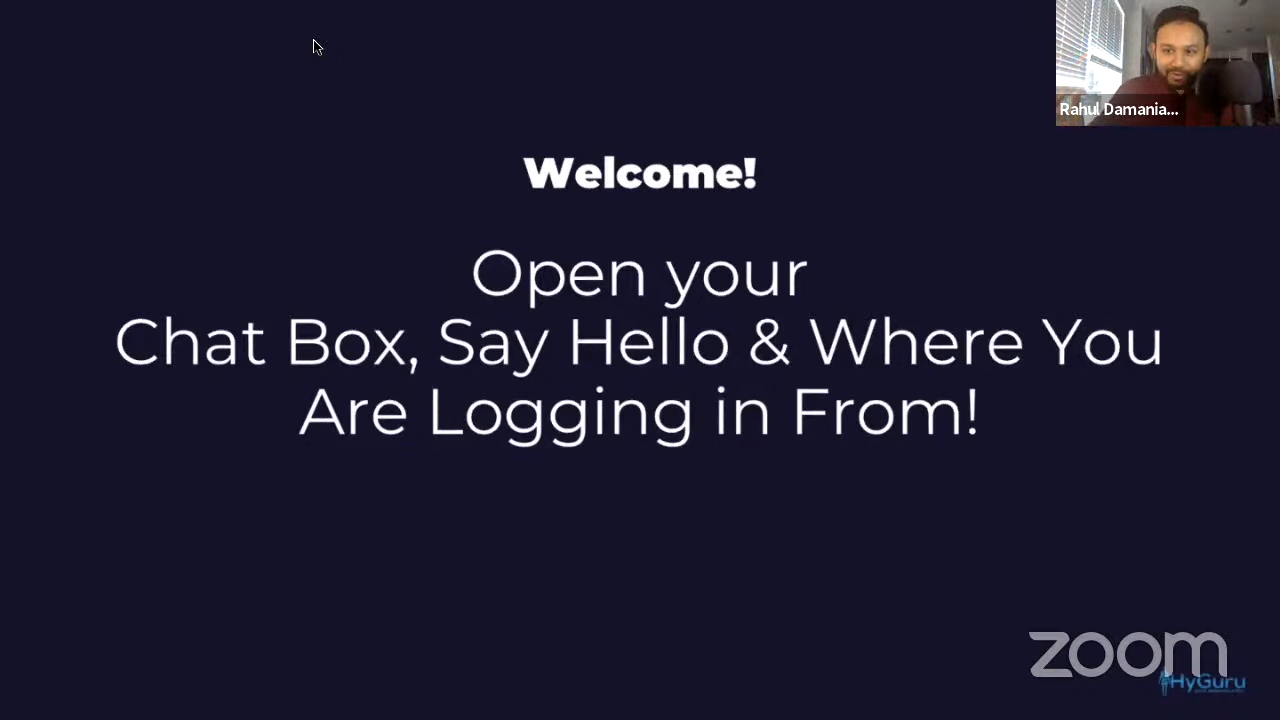 Rahul Damania...
Welcome!
Open your
Chat Box, Say Hello & Where You
Are Logging in From!
zoom
HyGuru